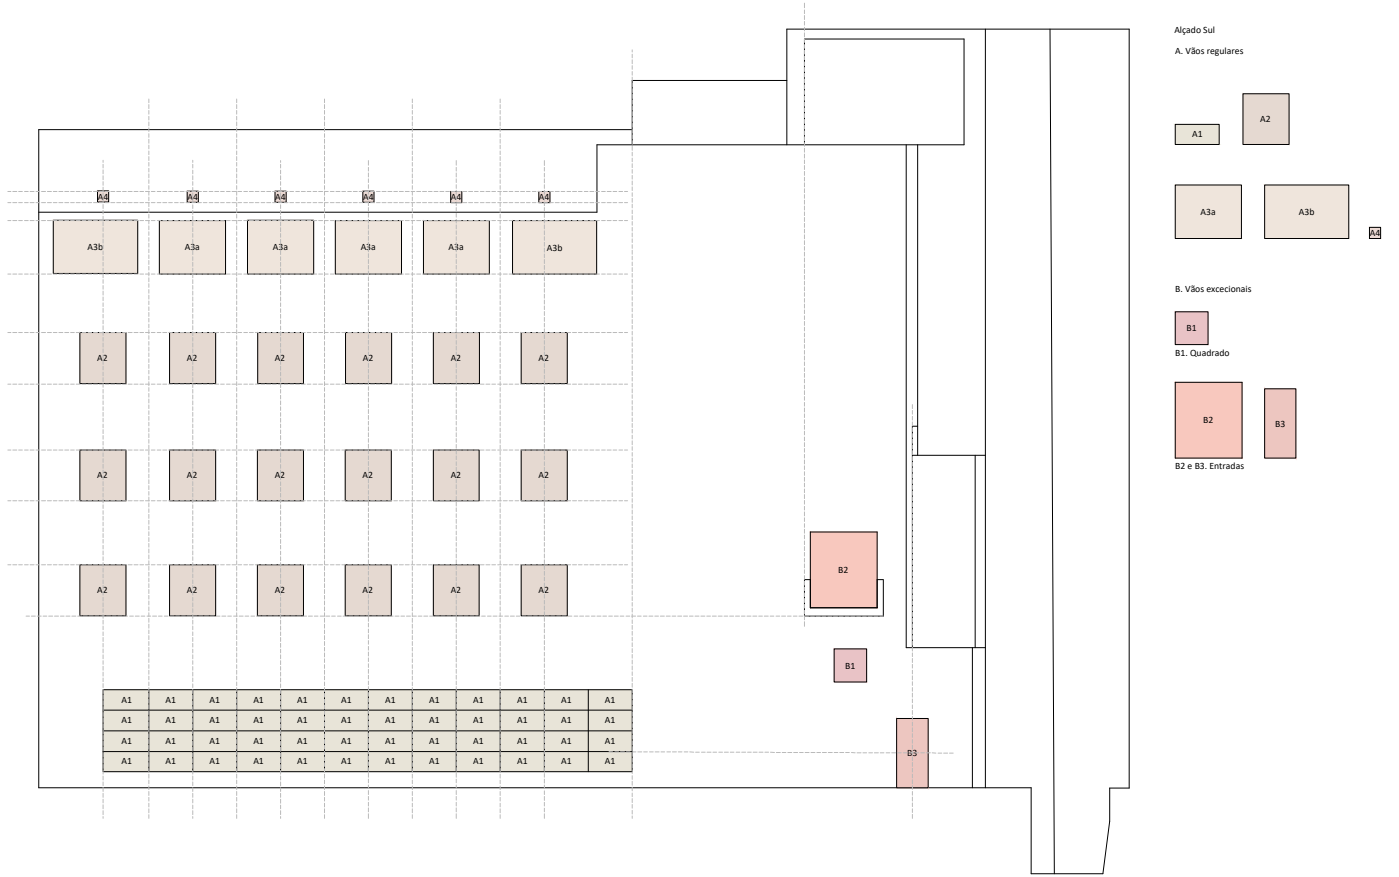 Alçado Sul
A. Vãos regulares
A1 A2
A3a A3b A4
B. Vãos excecionais
B1
B1. Quadrado
B2 B3
B2 e B3. Entradas
A4 A4 A4 A4 A4 A4
A3b A3a A3a A3a A3a A3b
A2 A2 A2 A2 A2 A2
A2 A2 A2 A2 A2 A2
A2 A2 A2 A2 A2 A2
B2
B1
A1 A1 A1 A1 A1 A1 A1 A1 A1 A1 A1 A1
A1 A1 A1 A1 A1 A1 A1 A1 A1 A1 A1 A1
A1 A1 A1 A1 A1 A1 A1 A1 A1 A1 A1 A1
A1 A1 A1 A1 A1 A1 A1 A1 A1 A1 A1 A1
B3